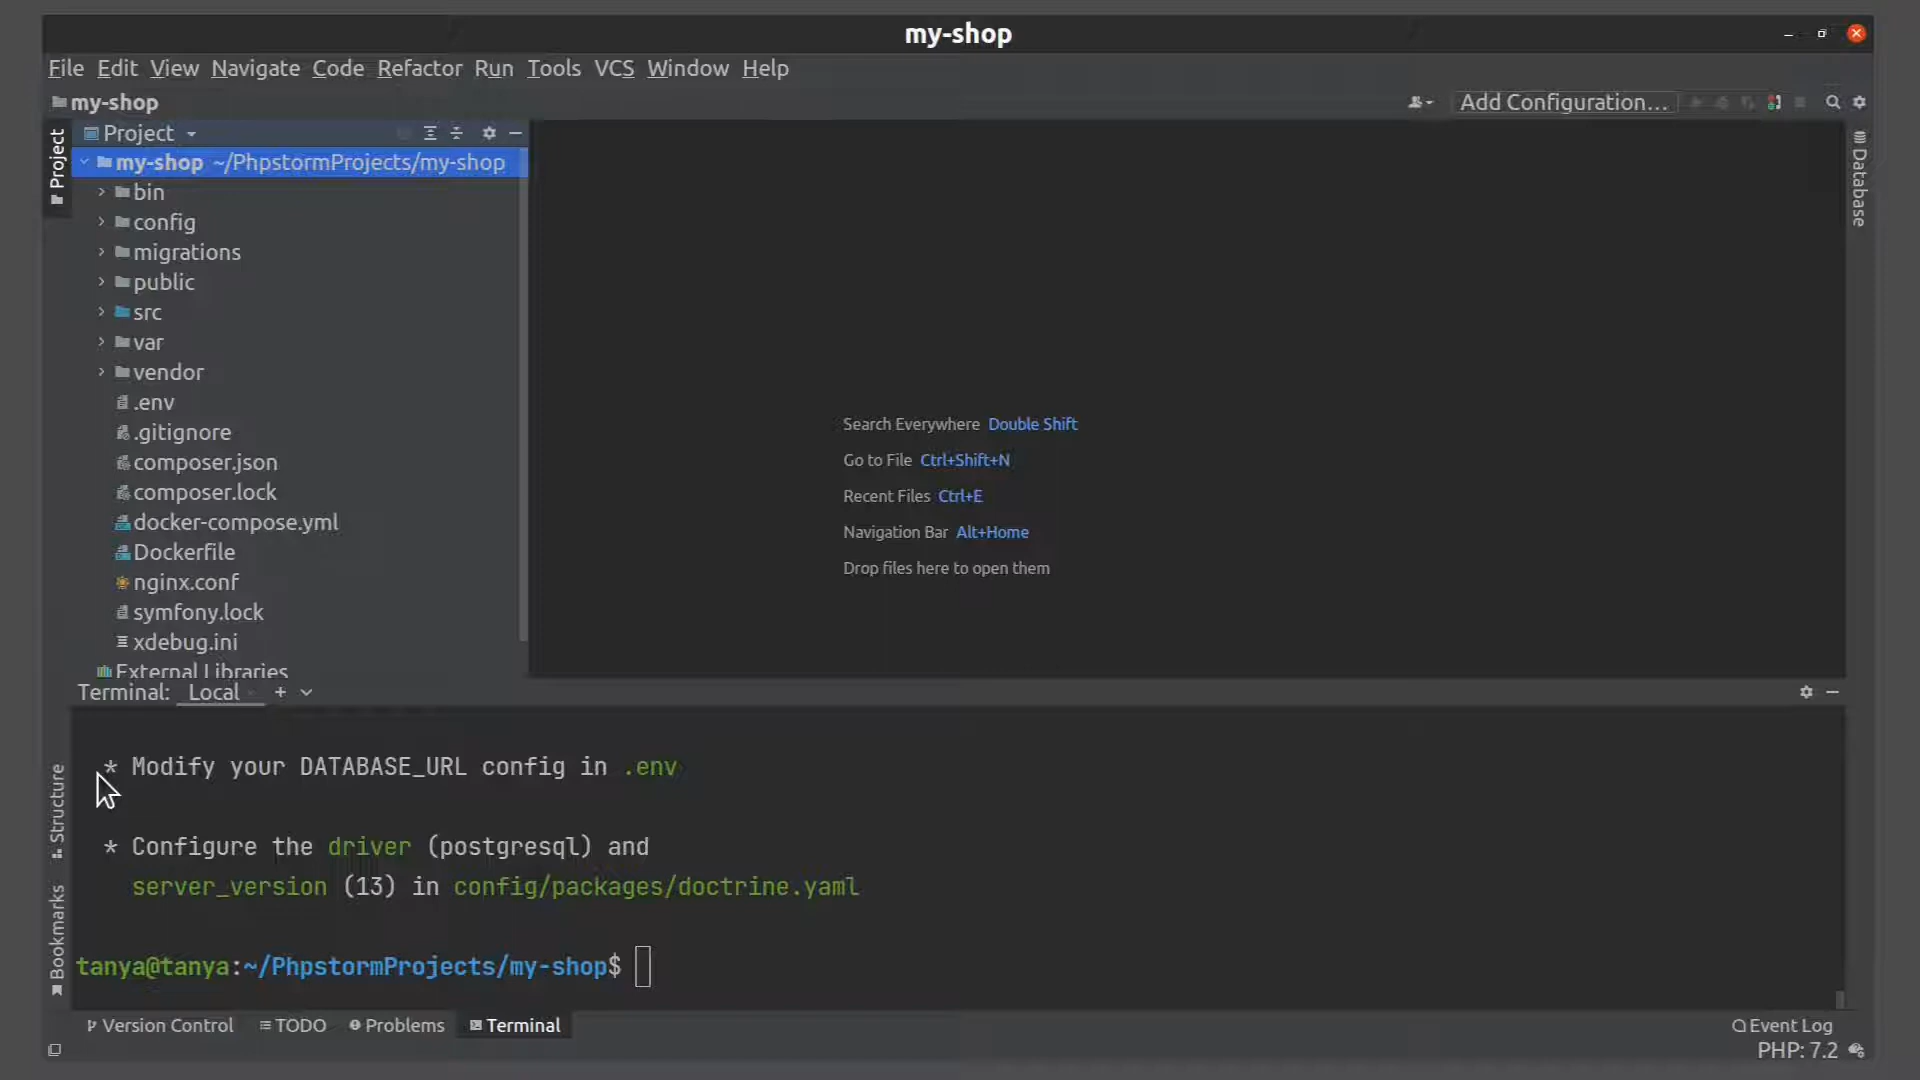 my-shop
File Edit View Navigate Code Refactor Run Tools VCS Window Help
my-shop
Add Configuration...
Project
Project
my-shop ~/PhpstormProjects/my-shop
bin
config
migrations
public
src
var
vendor
.env
.gitignore
composer.json
composer.lock
docker-compose.yml
Dockerfile
nginx.conf
symfony.lock
xdebug.ini
External Libraries
Search Everywhere Double Shift
Go to File Ctrl+Shift+N
Recent Files Ctrl+E
Navigation Bar Alt+Home
Drop files here to open them
Database
Terminal: Local + 
* Modify your DATABASE_URL config in .env
* Configure the driver (postgresql) and
server_version (13) in config/packages/doctrine.yaml
tanya@tanya:~/PhpstormProjects/my-shop$
Structure
Bookmarks
Version Control TODO Problems Terminal
Event Log
PHP: 7.2